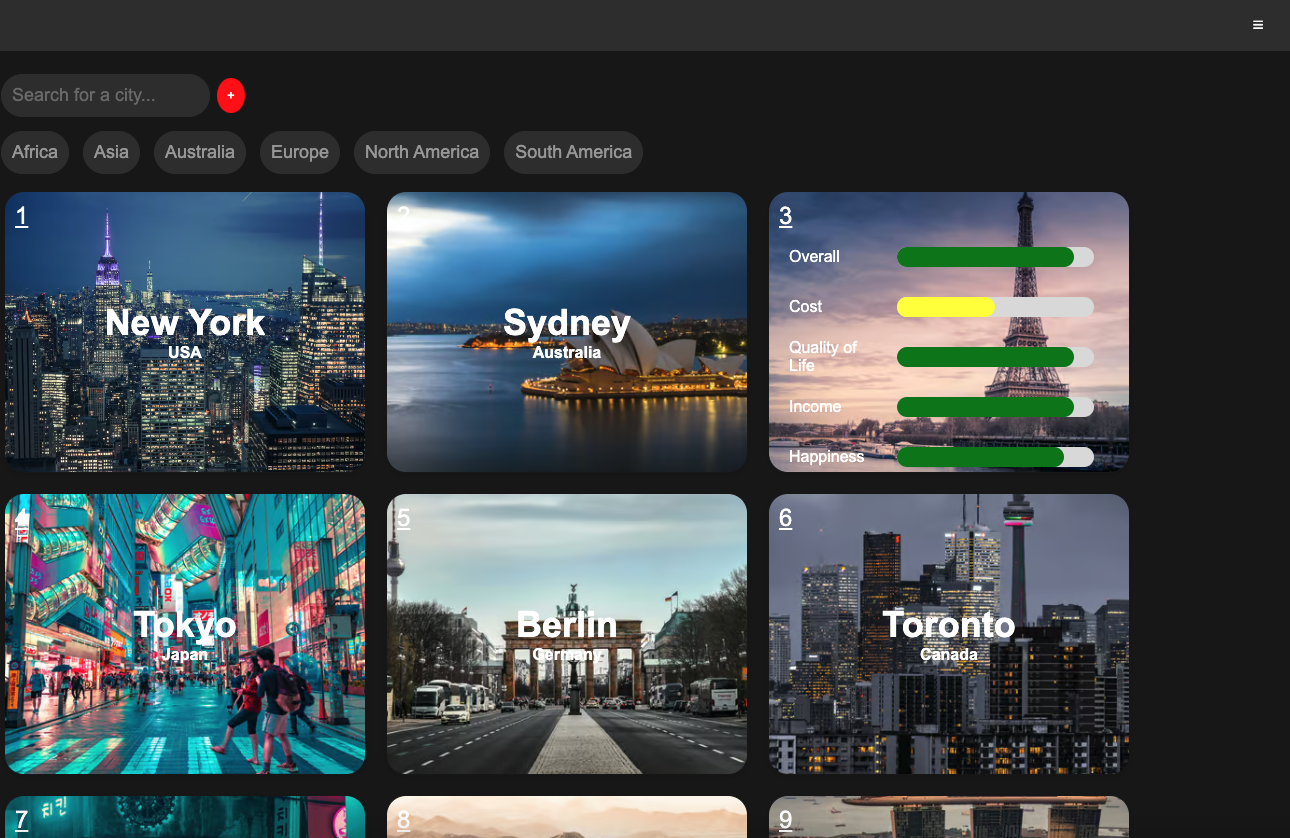 ≡
Search for a city...
+
Africa
Asia
Australia
Europe
North America
South America
1
New York
USA
2
Sydney
Australia
3
Overall
Cost
Quality of
Life
Income
Happiness
4
Tokyo
Japan
5
Berlin
Germany
6
Toronto
Canada
7
치킨
8
9